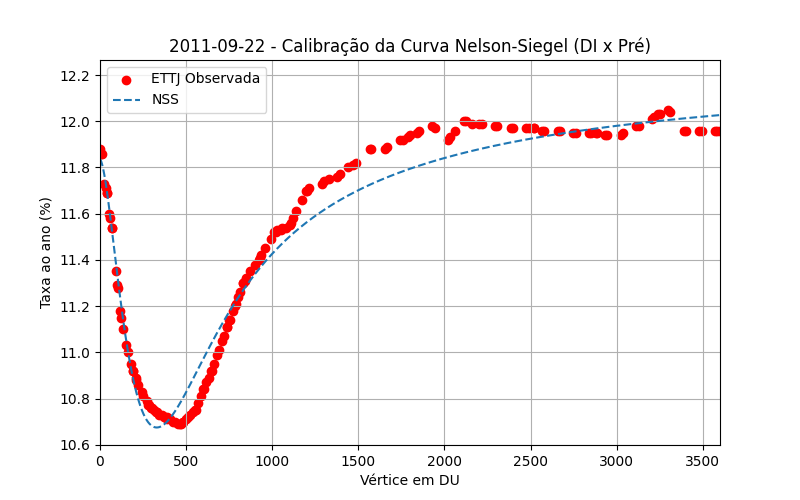 2011-09-22 - Calibração da Curva Nelson-Siegel (DI x Pré)
ETTJ Observada
NSS
Taxa ao ano (%)
12.2
12.0
11.8
11.6
11.4
11.2
11.0
10.8
10.6
0 500 1000 1500 2000 2500 3000 3500
Vértice em DU